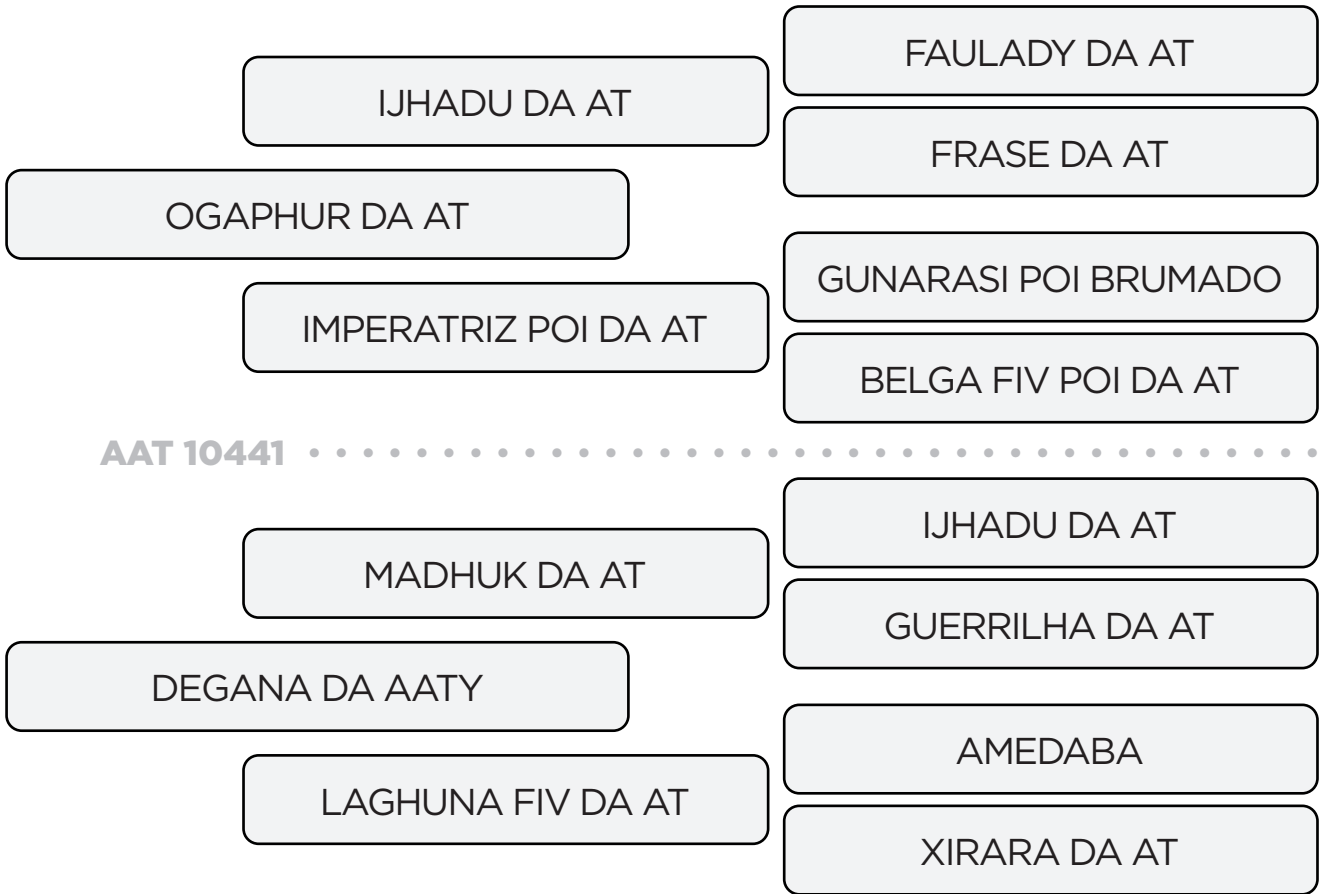 FAULADY DA AT
IJHADU DA AT
FRASE DA AT
OGAPHUR DA AT
GUNARASI POI BRUMADO
IMPERATRIZ POI DA AT
BELGA FIV POI DA AT
AAT 10441
IJHADU DA AT
MADHUK DA AT
GUERRILHA DA AT
DEGANA DA AATY
AMEDABA
LAGHUNA FIV DA AT
XIRARA DA AT